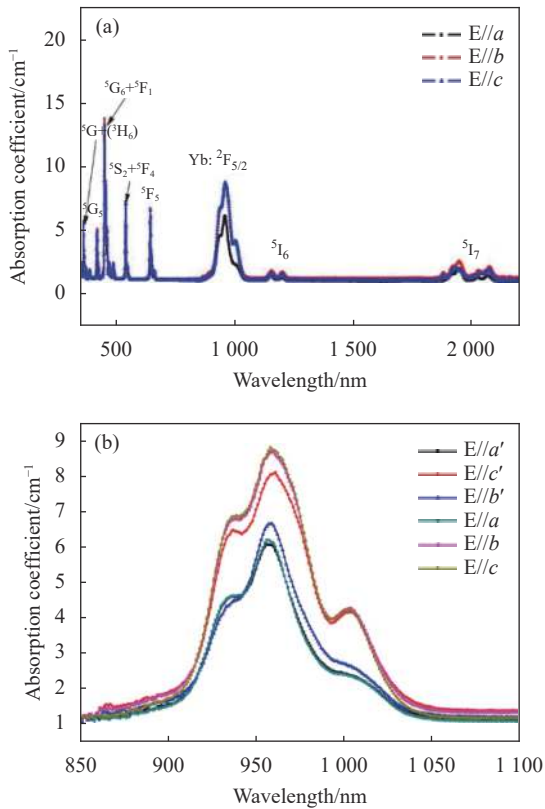 (a)
E//a
E//b
E//c
20
15
10
5
0
Absorption coefficient/cm⁻¹
⁵G₆+⁵F₁
⁵G+(³H₆)
⁵G₅
⁵S₂+⁵F₄
⁵F₅
Yb: ²F₅/₂
⁵I₆
⁵I₇
500
1 000
1 500
2 000
Wavelength/nm
(b)
E//a′
E//c′
E//b′
E//a
E//b
E//c
9
8
7
6
5
4
3
2
1
Absorption coefficient/cm⁻¹
850
900
950
1 000
1 050
1 100
Wavelength/nm